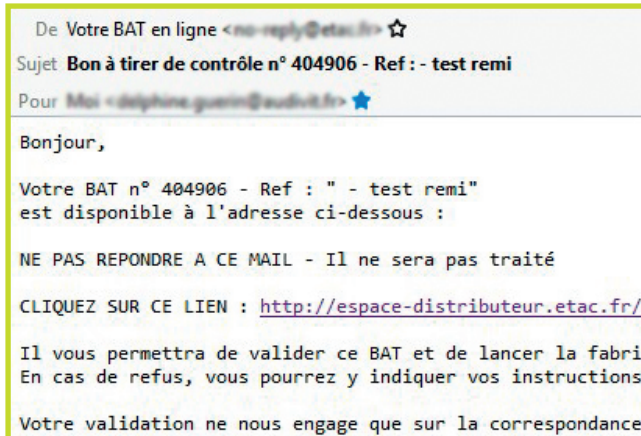 De Votre BAT en ligne
Sujet Bon à tirer de contrôle n° 404906 - Ref : - test remi
Pour Moi
Bonjour,
Votre BAT n° 404906 - Ref : " - test remi"
est disponible à l'adresse ci-dessous :
NE PAS REPONDRE A CE MAIL - Il ne sera pas traité
CLIQUEZ SUR CE LIEN : http://espace-distributeur.etac.fr/
Il vous permettra de valider ce BAT et de lancer la fabri
En cas de refus, vous pourrez y indiquer vos instructions
Votre validation ne nous engage que sur la correspondance